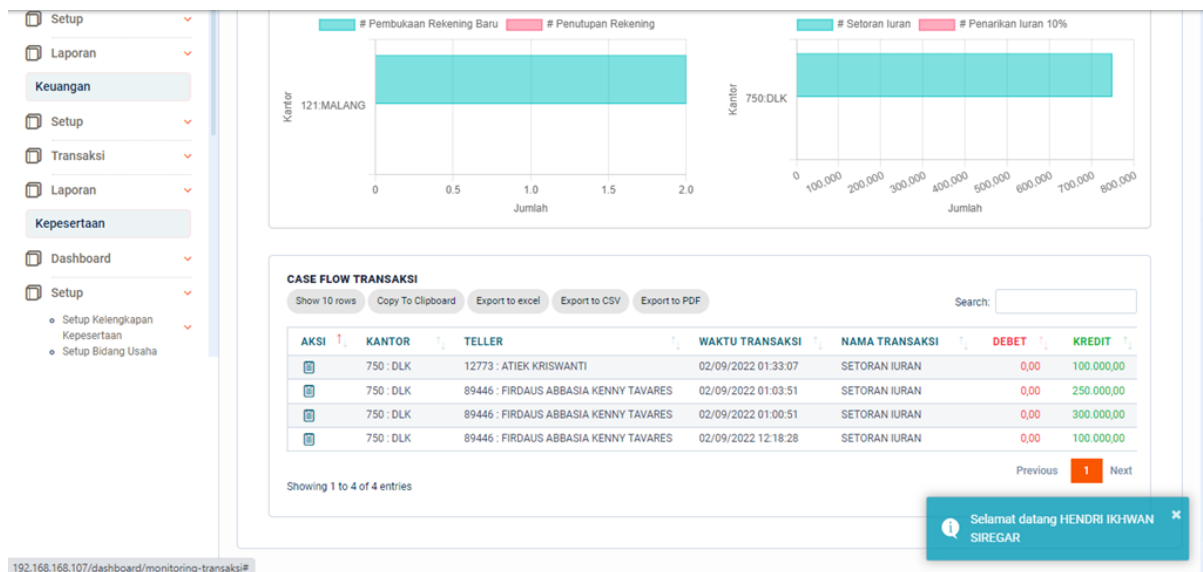 Setup
Laporan
Keuangan
Setup
Transaksi
Laporan
Kepesertaan
Dashboard
Setup
Setup Kelengkapan
Kepesertaan
Setup Bidang Usaha
# Pembukaan Rekening Baru # Penutupan Rekening
Kantor
121:MALANG
0 0.5 1.0 1.5 2.0
Jumlah
# Setoran Iuran # Penarikan Iuran 10%
Kantor
750:DLK
0 100,000 200,000 300,000 400,000 500,000 600,000 700,000 800,000
Jumlah
CASE FLOW TRANSAKSI
Show 10 rows Copy To Clipboard Export to excel Export to CSV Export to PDF
Search:
AKSI KANTOR TELLER WAKTU TRANSAKSI NAMA TRANSAKSI DEBET KREDIT
750 : DLK 12773 : ATIEK KRISWANTI 02/09/2022 01:33:07 SETORAN IURAN 0,00 100.000,00
750 : DLK 89446 : FIRDAUS ABBASIA KENNY TAVARES 02/09/2022 01:03:51 SETORAN IURAN 0,00 250.000,00
750 : DLK 89446 : FIRDAUS ABBASIA KENNY TAVARES 02/09/2022 01:00:51 SETORAN IURAN 0,00 300.000,00
750 : DLK 89446 : FIRDAUS ABBASIA KENNY TAVARES 02/09/2022 12:18:28 SETORAN IURAN 0,00 100.000,00
Previous 1 Next
Showing 1 to 4 of 4 entries
Selamat datang HENDRI IKHWAN
SIREGAR
192.168.168.107/dashboard/monitoring-transaksi#